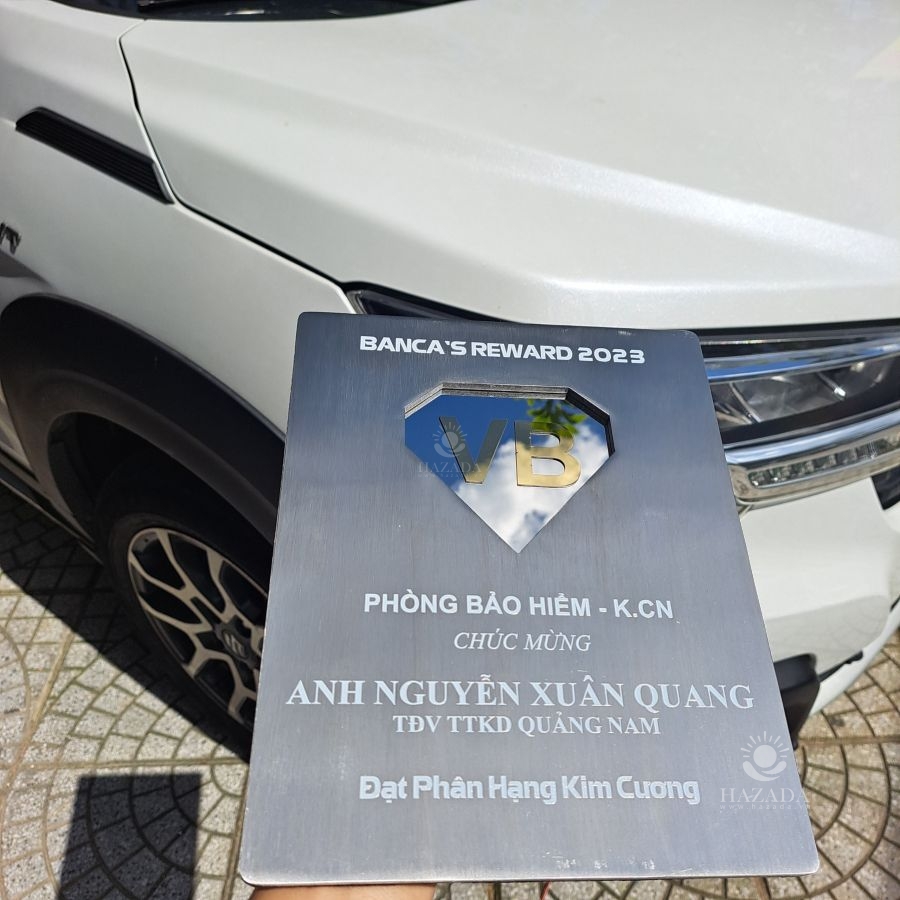 BANCA'S REWARD 2023
VB
HAZADA
PHÒNG BẢO HIỂM - K.CN
CHÚC MỪNG
ANH NGUYỄN XUÂN QUANG
TĐV TTKD QUẢNG NAM
Đạt Phân Hạng Kim Cương
HAZADA